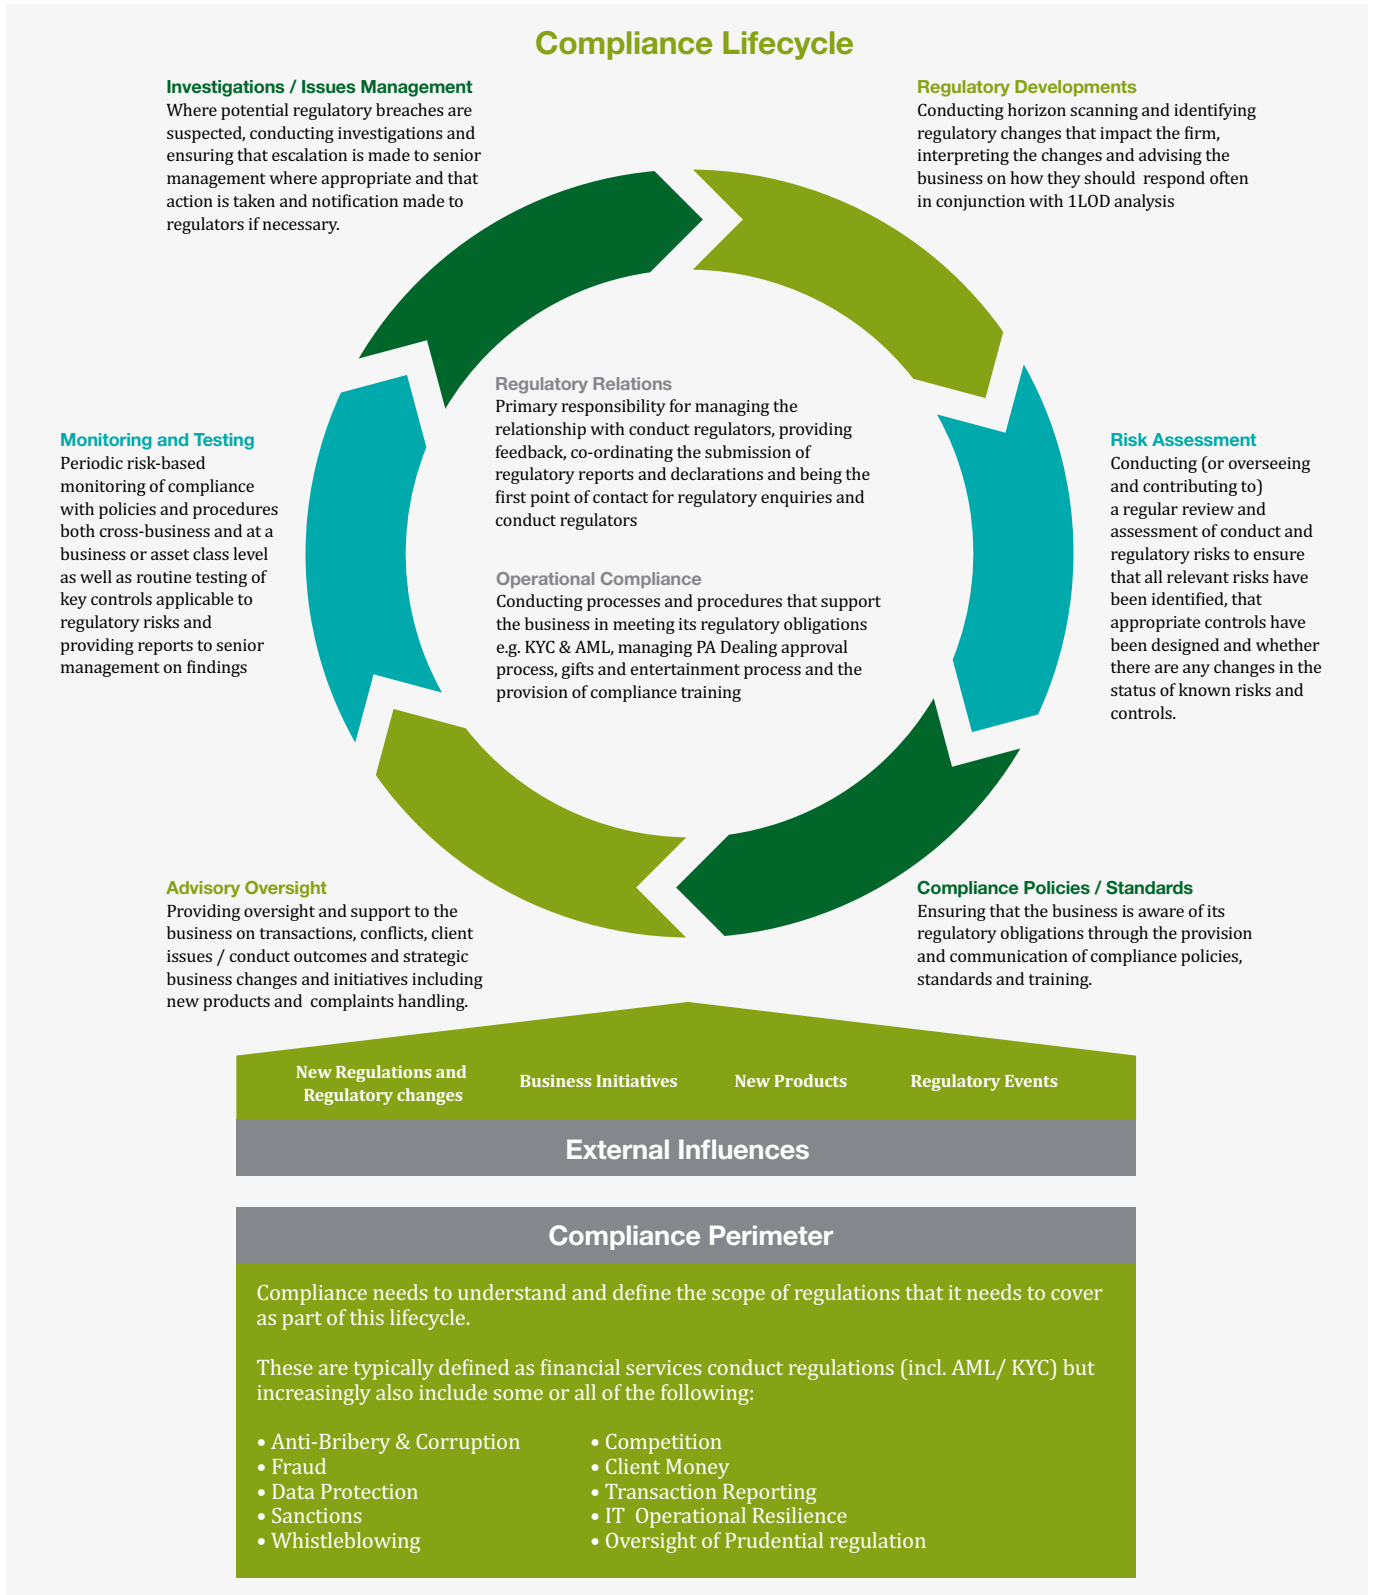 Compliance Lifecycle
Investigations / Issues Management
Where potential regulatory breaches are
suspected, conducting investigations and
ensuring that escalation is made to senior
management where appropriate and that
action is taken and notification made to
regulators if necessary.
Regulatory Developments
Conducting horizon scanning and identifying
regulatory changes that impact the firm,
interpreting the changes and advising the
business on how they should respond often
in conjunction with 1LOD analysis
Regulatory Relations
Primary responsibility for managing the
relationship with conduct regulators, providing
feedback, co-ordinating the submission of
regulatory reports and declarations and being the
first point of contact for regulatory enquiries and
conduct regulators
Monitoring and Testing
Periodic risk-based
monitoring of compliance
with policies and procedures
both cross-business and at a
business or asset class level
as well as routine testing of
key controls applicable to
regulatory risks and
providing reports to senior
management on findings
Risk Assessment
Conducting (or overseeing
and contributing to)
a regular review and
assessment of conduct and
regulatory risks to ensure
that all relevant risks have
been identified, that
appropriate controls have
been designed and whether
there are any changes in the
status of known risks and
controls.
Operational Compliance
Conducting processes and procedures that support
the business in meeting its regulatory obligations
e.g. KYC & AML, managing PA Dealing approval
process, gifts and entertainment process and the
provision of compliance training
Advisory Oversight
Providing oversight and support to the
business on transactions, conflicts, client
issues / conduct outcomes and strategic
business changes and initiatives including
new products and complaints handling.
Compliance Policies / Standards
Ensuring that the business is aware of its
regulatory obligations through the provision
and communication of compliance policies,
standards and training.
New Regulations and
Regulatory changes
Business Initiatives
New Products
Regulatory Events
External Influences
Compliance Perimeter
Compliance needs to understand and define the scope of regulations that it needs to cover
as part of this lifecycle.
These are typically defined as financial services conduct regulations (incl. AML/ KYC) but
increasingly also include some or all of the following:
• Anti-Bribery & Corruption
• Fraud
• Data Protection
• Sanctions
• Whistleblowing
• Competition
• Client Money
• Transaction Reporting
• IT Operational Resilience
• Oversight of Prudential regulation